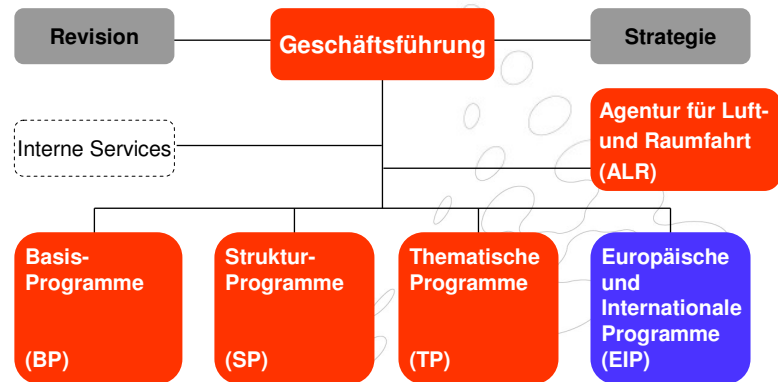 Revision
Geschäftsführung
Strategie
Interne Services
Agentur für Luft-
und Raumfahrt
(ALR)
Basis-
Programme
(BP)
Struktur-
Programme
(SP)
Thematische
Programme
(TP)
Europäische
und
Internationale
Programme
(EIP)